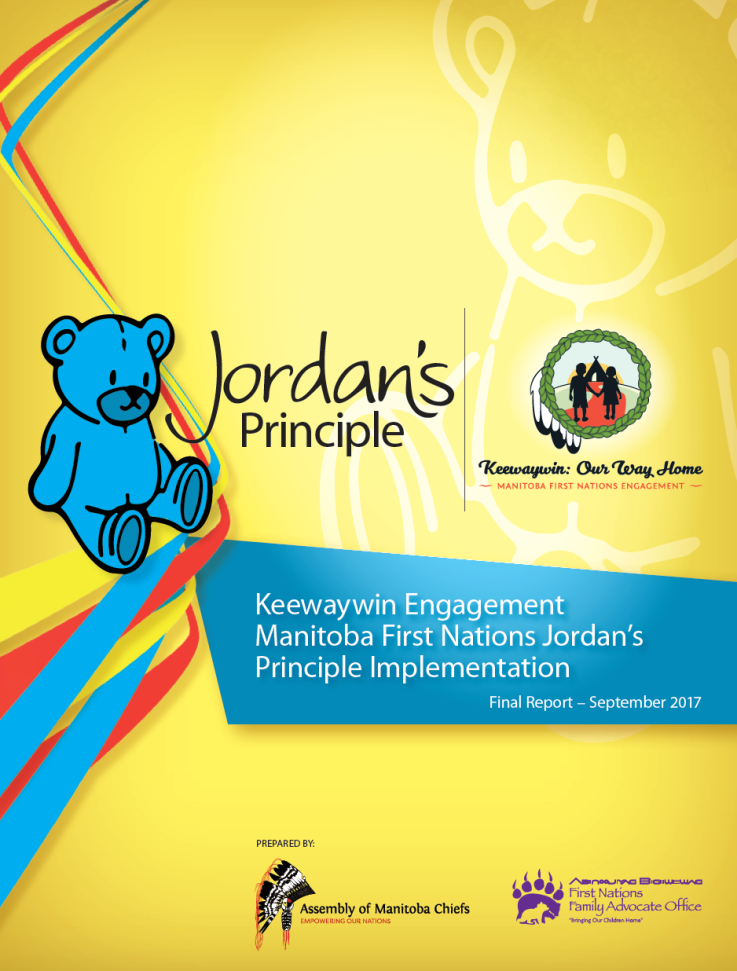 Jordan's
Principle
Keewaywin: Our Way Home
MANITOBA FIRST NATIONS ENGAGEMENT
Keewaywin Engagement
Manitoba First Nations Jordan's
Principle Implementation
Final Report – September 2017
PREPARED BY:
Assembly of Manitoba Chiefs
EMPOWERING OUR NATIONS
First Nations
Family Advocate Office
"Bringing Our Children Home"